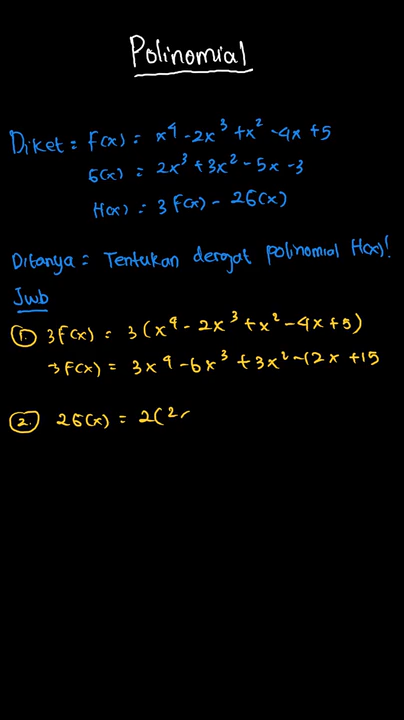 Polinomial
Diket = F(x) = x⁴ - 2x³ + x² - 4x + 5
G(x) = 2x³ + 3x² - 5x - 3
H(x) = 3 F(x) - 2G(x)
Ditanya = Tentukan derajat polinomial H(x)!
Jwb
1. 3F(x) = 3(x⁴ - 2x³ + x² - 4x + 5)
→ 3F(x) = 3x⁴ - 6x³ + 3x² - 12x + 15
2. 2G(x) = 2(2